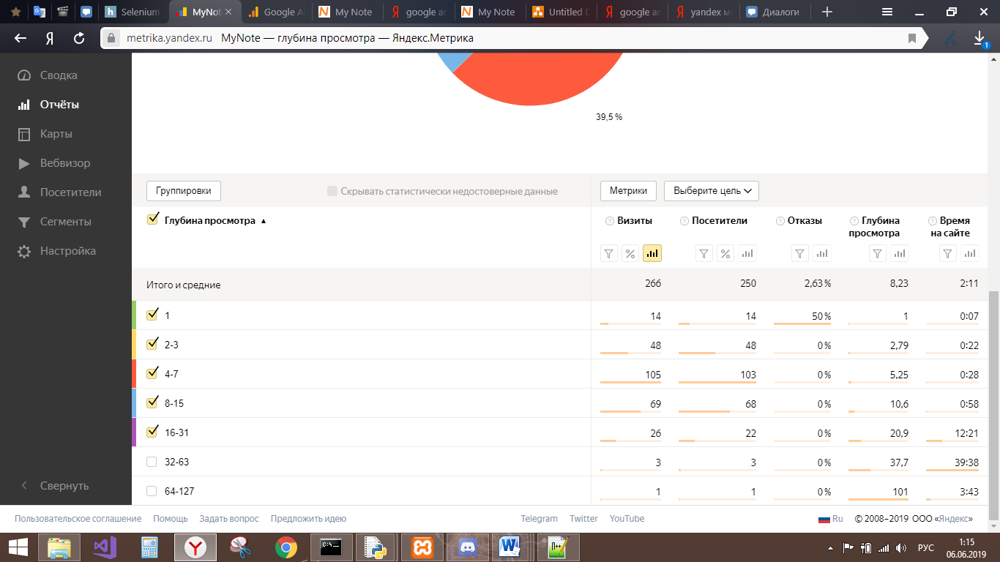 Selenium
MyNot
Google A
My Note
google ar
My Note
Untitled D
google ar
yandex м
Диалоги
metrika.yandex.ru MyNote — глубина просмотра — Яндекс.Метрика
1
Сводка
Отчёты
Карты
Вебвизор
Посетители
Сегменты
Настройка
Свернуть
39,5 %
Группировки
Скрывать статистически недостоверные данные
Метрики
Выберите цель
Глубина просмотра ▲
Визиты
Посетители
Отказы
Глубина просмотра
Время на сайте
Итого и средние 266 250 2,63 % 8,23 2:11
1 14 14 50 % 1 0:07
2-3 48 48 0 % 2,79 0:22
4-7 105 103 0 % 5,25 0:28
8-15 69 68 0 % 10,6 0:58
16-31 26 22 0 % 20,9 12:21
32-63 3 3 0 % 37,7 39:38
64-127 1 1 0 % 101 3:43
Пользовательское соглашение Помощь Задать вопрос Предложить идею Telegram Twitter YouTube Ru © 2008–2019 ООО «Яндекс»
РУС
1:15
06.06.2019